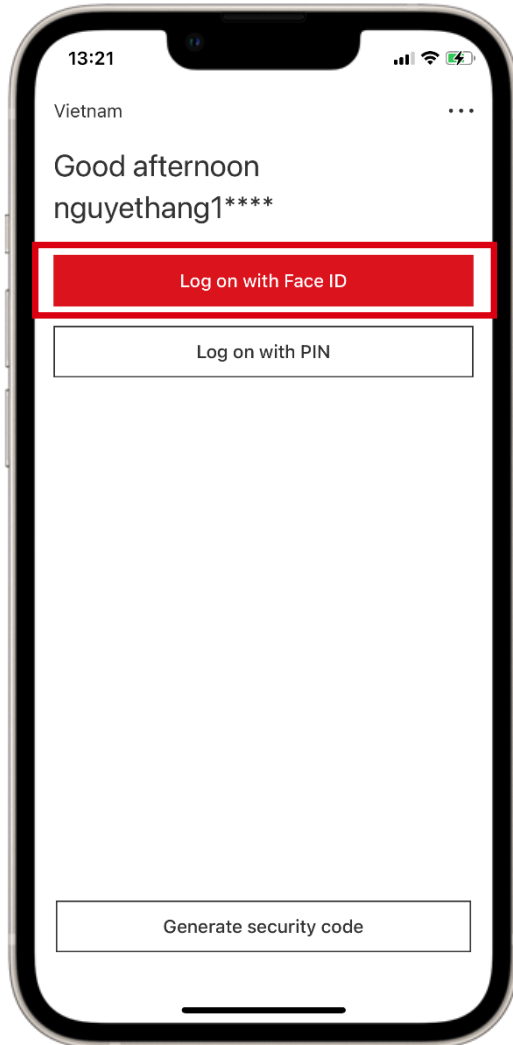 13:21
Vietnam
Good afternoon
nguyethang1****
Log on with Face ID
Log on with PIN
Generate security code